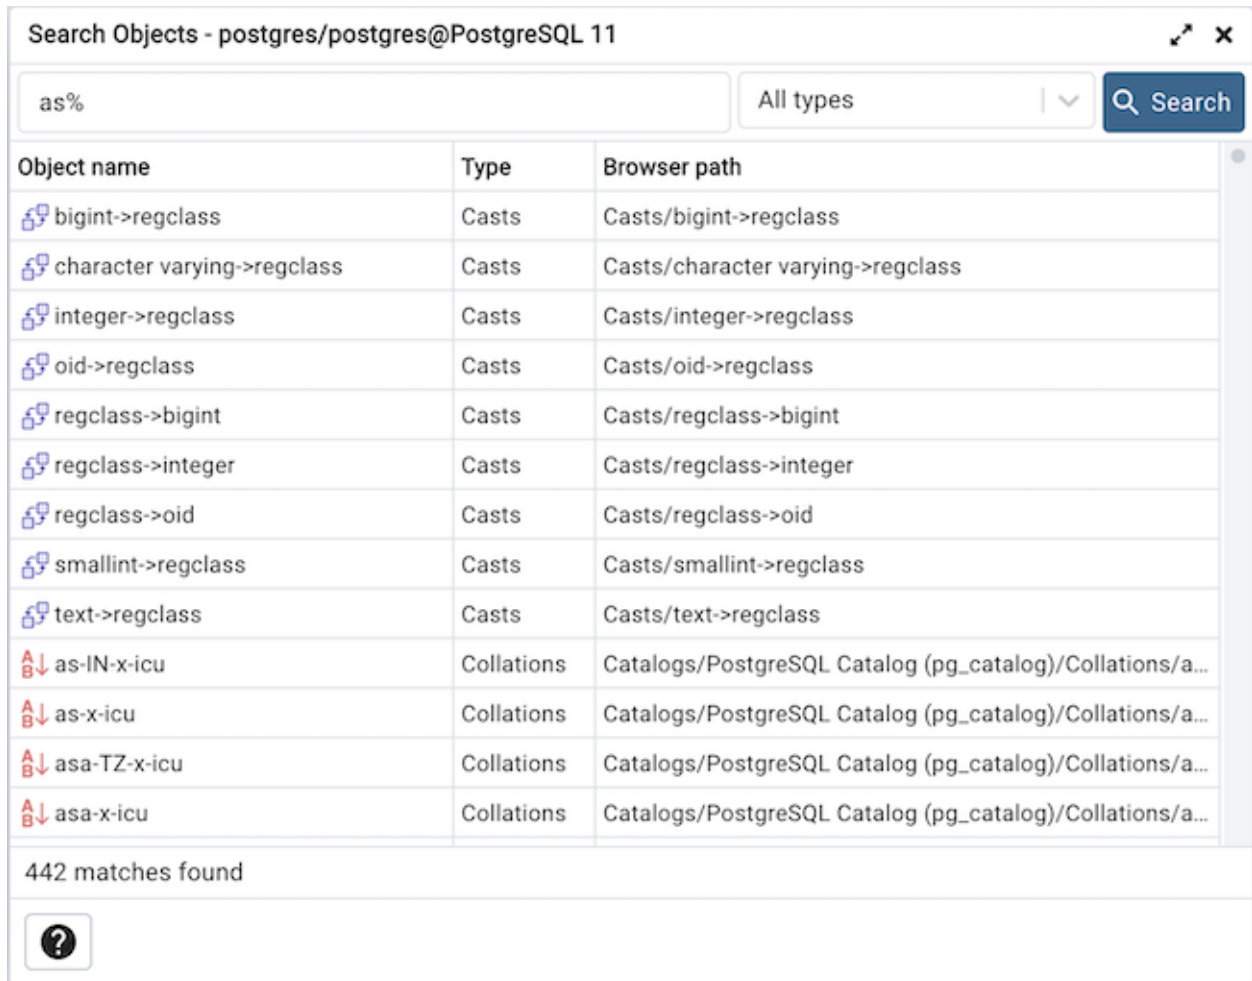 Search Objects - postgres/postgres@PostgreSQL 11
as% All types Search
Object name Type Browser path
bigint->regclass Casts Casts/bigint->regclass
character varying->regclass Casts Casts/character varying->regclass
integer->regclass Casts Casts/integer->regclass
oid->regclass Casts Casts/oid->regclass
regclass->bigint Casts Casts/regclass->bigint
regclass->integer Casts Casts/regclass->integer
regclass->oid Casts Casts/regclass->oid
smallint->regclass Casts Casts/smallint->regclass
text->regclass Casts Casts/text->regclass
as-IN-x-icu Collations Catalogs/PostgreSQL Catalog (pg_catalog)/Collations/a...
as-x-icu Collations Catalogs/PostgreSQL Catalog (pg_catalog)/Collations/a...
asa-TZ-x-icu Collations Catalogs/PostgreSQL Catalog (pg_catalog)/Collations/a...
asa-x-icu Collations Catalogs/PostgreSQL Catalog (pg_catalog)/Collations/a...
442 matches found
?